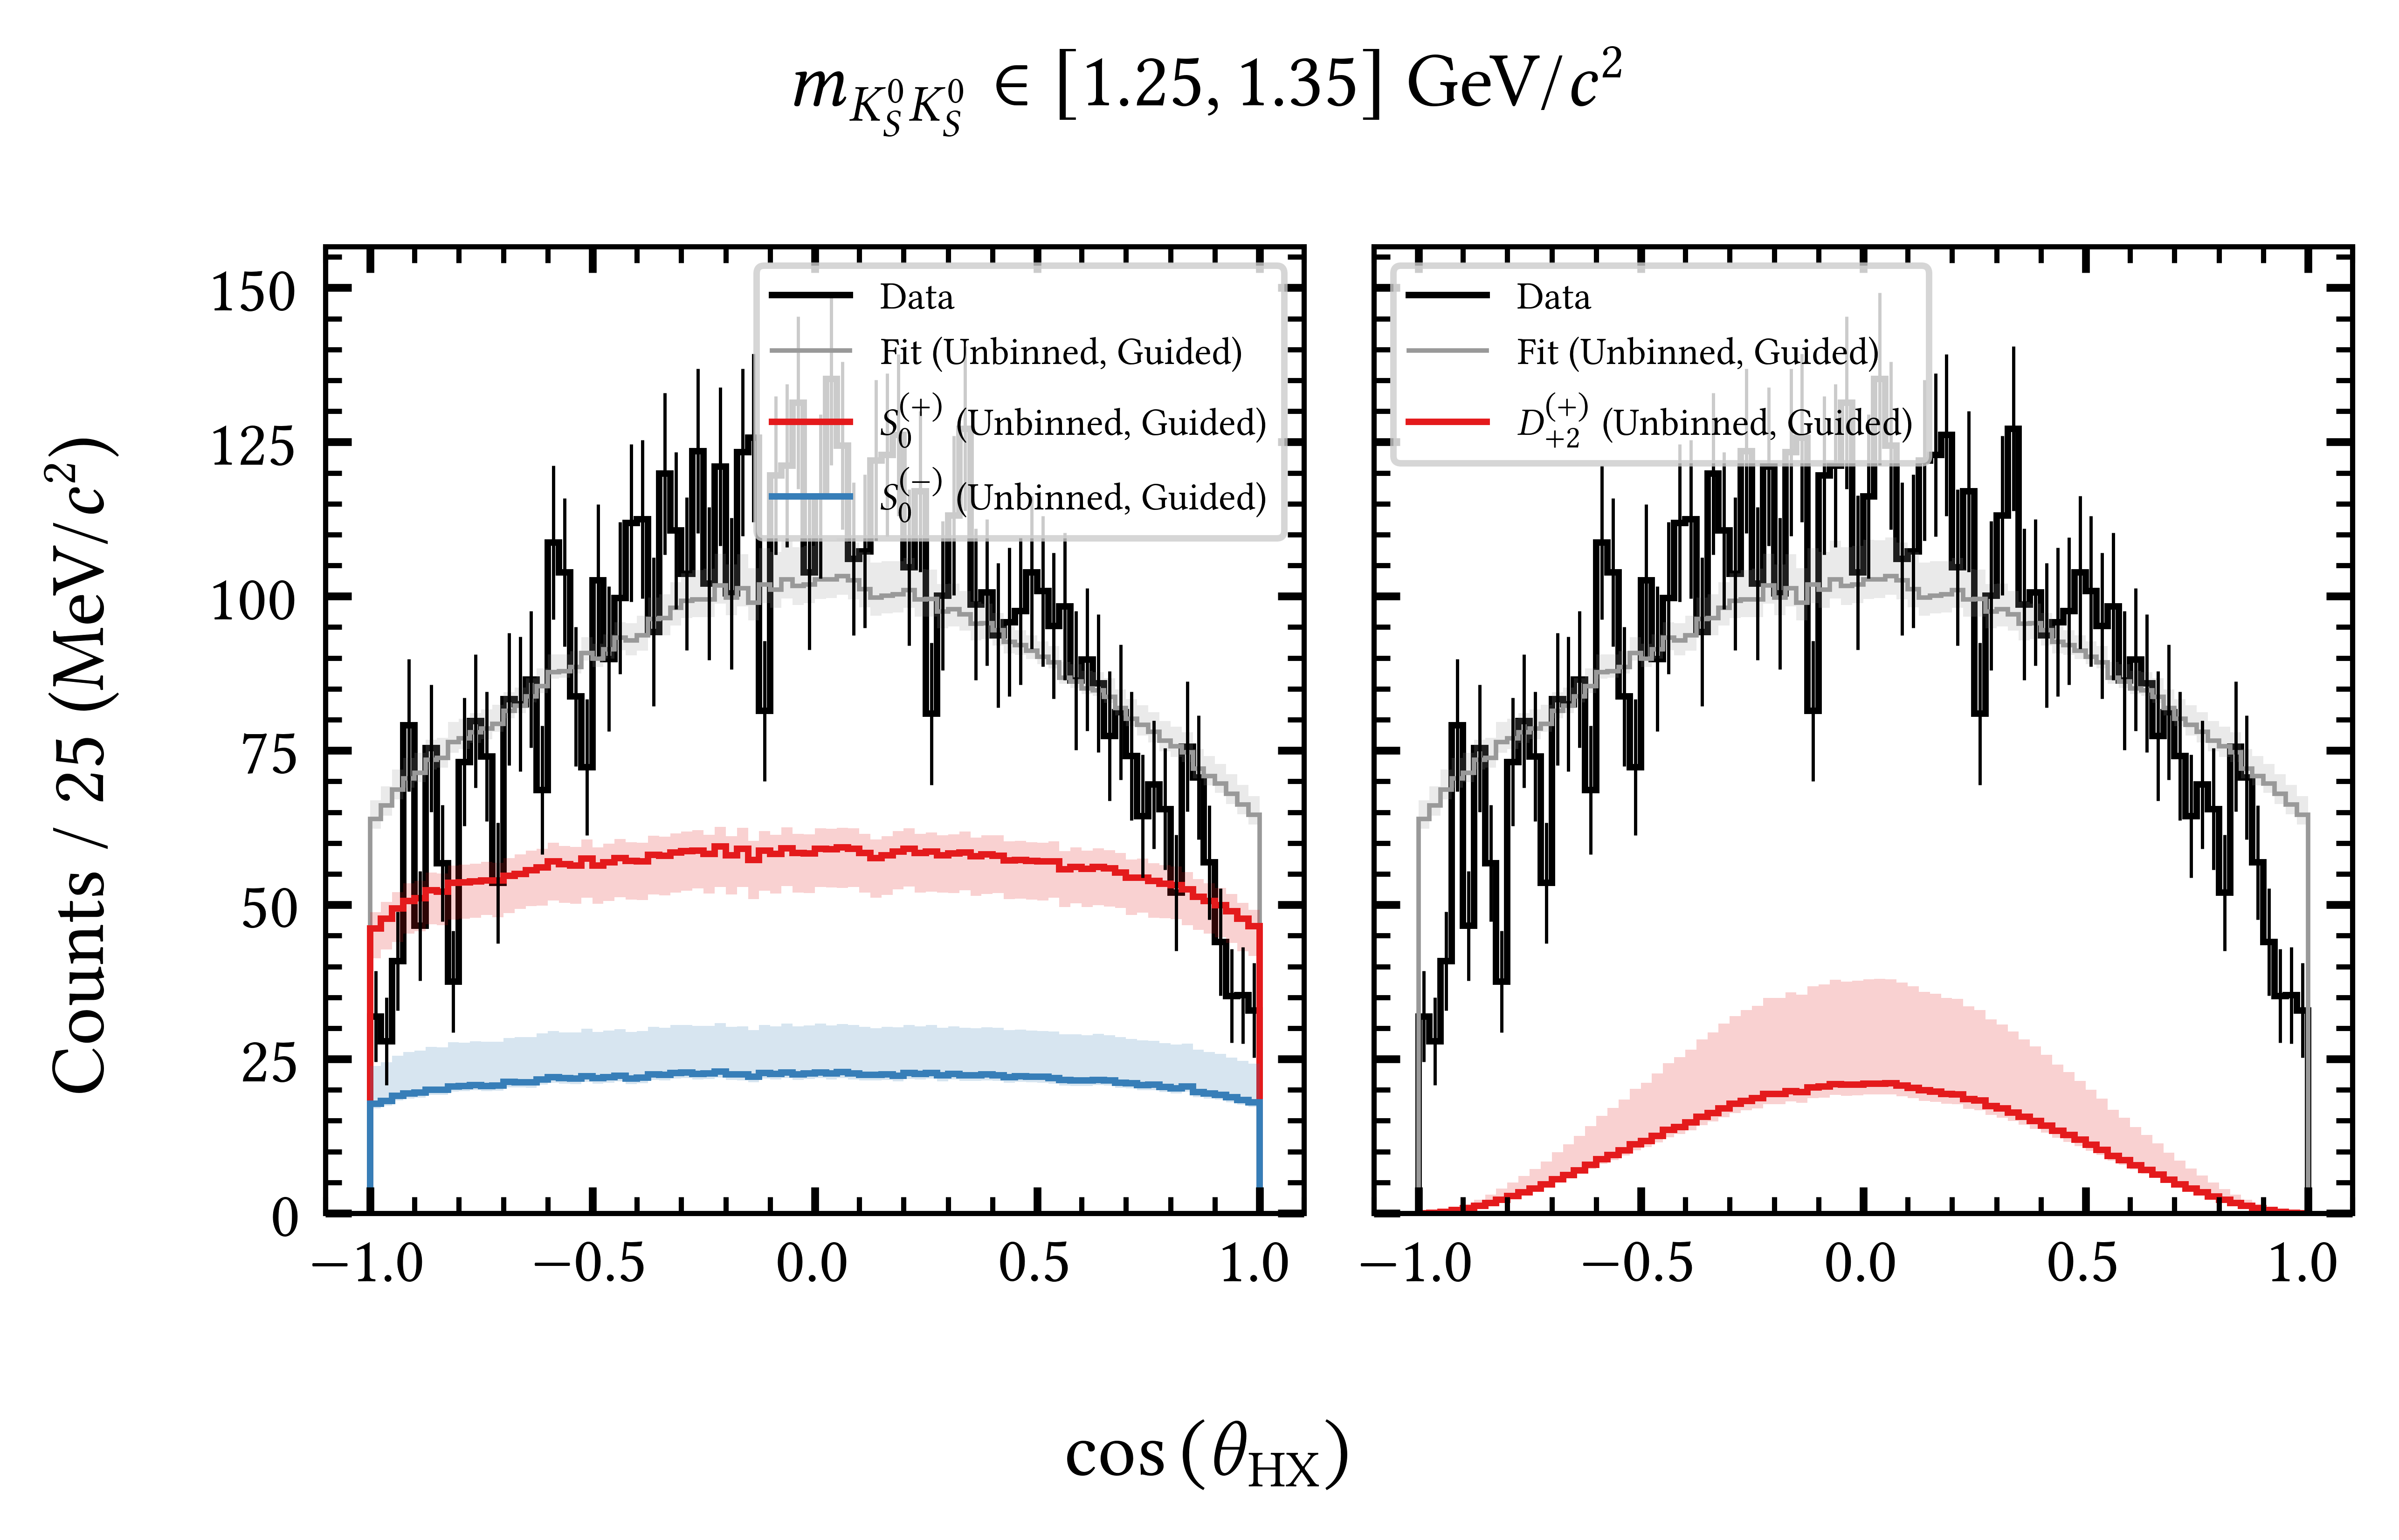 m_{K_S^0 K_S^0} ∈ [1.25, 1.35] GeV/c²
Counts / 25 (MeV/c²)
150
125
100
75
50
25
0
Data
Fit (Unbinned, Guided)
S_0^{(+)} (Unbinned, Guided)
S_0^{(−)} (Unbinned, Guided)
Data
Fit (Unbinned, Guided)
D_{+2}^{(+)} (Unbinned, Guided)
−1.0 −0.5 0.0 0.5 1.0
−1.0 −0.5 0.0 0.5 1.0
cos (θ_{HX})